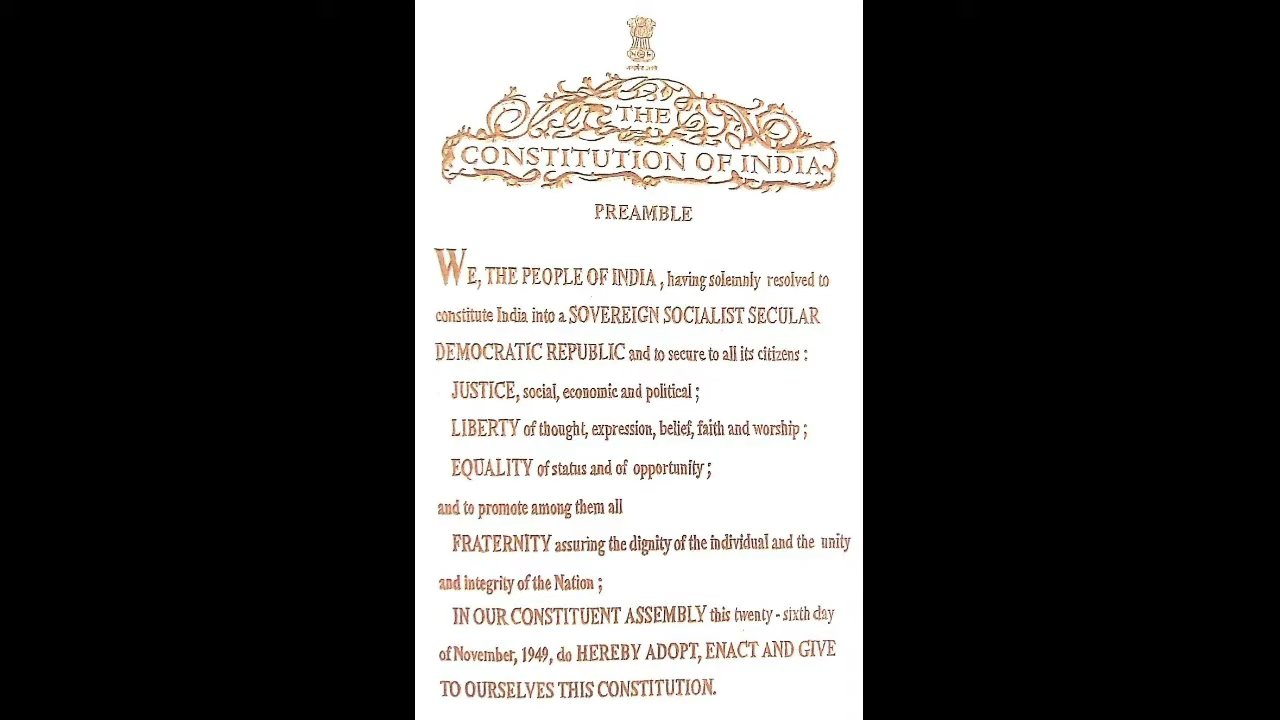 THE
CONSTITUTION OF INDIA
PREAMBLE
WE, THE PEOPLE OF INDIA , having solemnly resolved to
constitute India into a SOVEREIGN SOCIALIST SECULAR
DEMOCRATIC REPUBLIC and to secure to all its citizens :
JUSTICE, social, economic and political ;
LIBERTY of thought, expression, belief, faith and worship ;
EQUALITY of status and of opportunity ;
and to promote among them all
FRATERNITY assuring the dignity of the individual and the unity
and integrity of the Nation ;
IN OUR CONSTITUENT ASSEMBLY this twenty - sixth day
of November, 1949, do HEREBY ADOPT, ENACT AND GIVE
TO OURSELVES THIS CONSTITUTION.